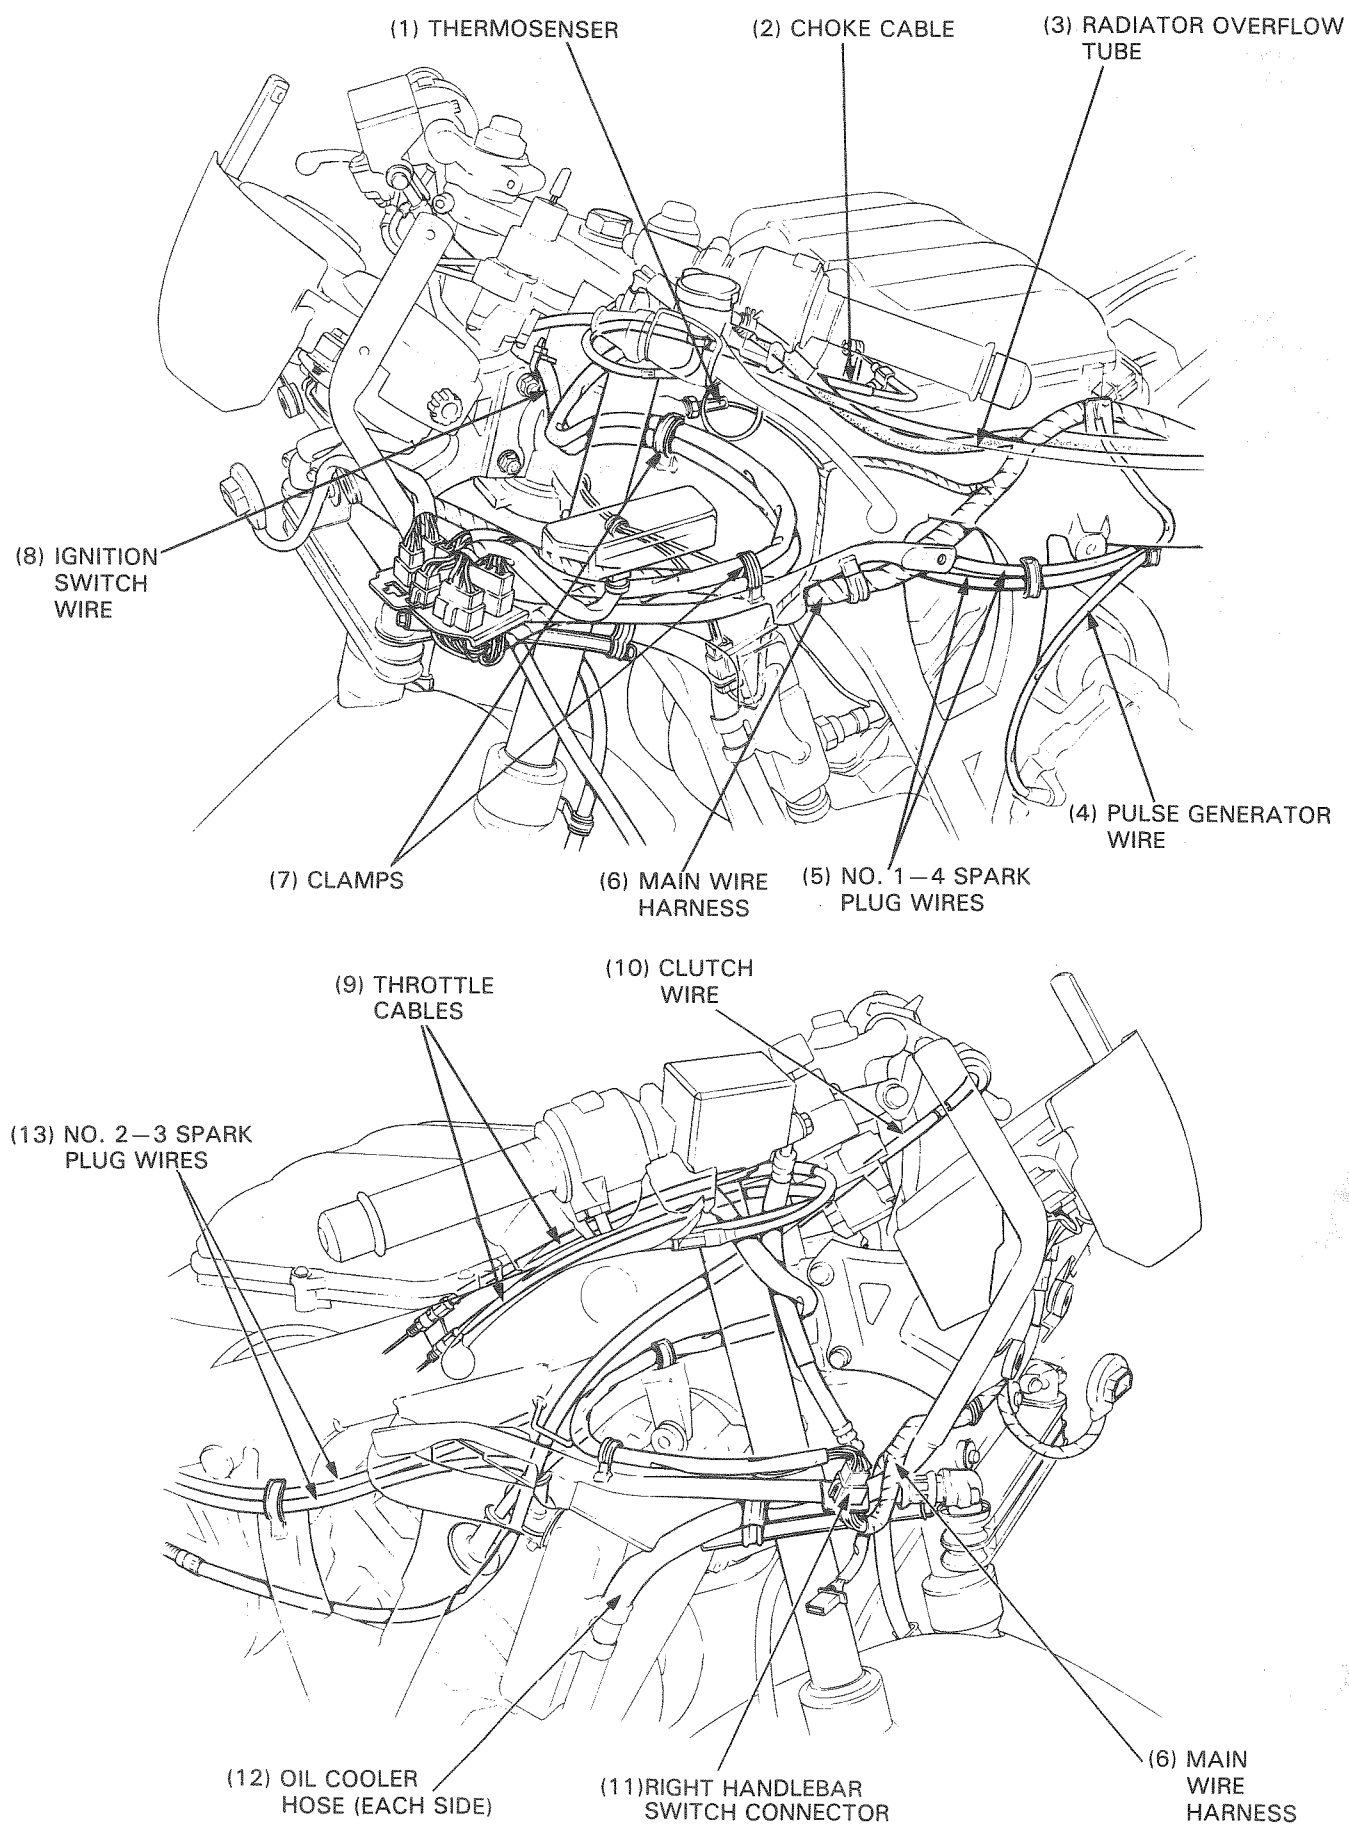 (1) THERMOSENSER
(2) CHOKE CABLE
(3) RADIATOR OVERFLOW
TUBE
(8) IGNITION
SWITCH
WIRE
(4) PULSE GENERATOR
WIRE
(7) CLAMPS
(6) MAIN WIRE
HARNESS
(5) NO. 1—4 SPARK
PLUG WIRES
(9) THROTTLE
CABLES
(10) CLUTCH
WIRE
(13) NO. 2—3 SPARK
PLUG WIRES
(12) OIL COOLER
HOSE (EACH SIDE)
(11)RIGHT HANDLEBAR
SWITCH CONNECTOR
(6) MAIN
WIRE
HARNESS